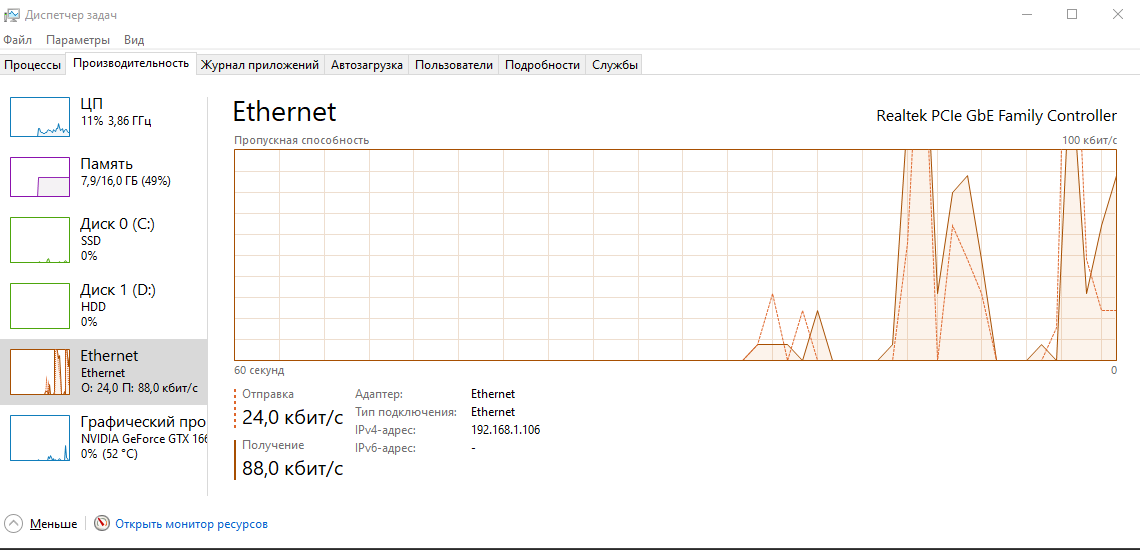 Диспетчер задач
Файл Параметры Вид
Процессы Производительность Журнал приложений Автозагрузка Пользователи Подробности Службы
ЦП
11% 3,86 ГГц
Память
7,9/16,0 ГБ (49%)
Диск 0 (C:)
SSD
0%
Диск 1 (D:)
HDD
0%
Ethernet
Ethernet
О: 24,0 П: 88,0 кбит/с
Графический про
NVIDIA GeForce GTX 166
0% (52 °C)
Ethernet
Realtek PCIe GbE Family Controller
Пропускная способность
100 кбит/с
60 секунд
0
Отправка
24,0 кбит/с
Получение
88,0 кбит/с
Адаптер: Ethernet
Тип подключения: Ethernet
IPv4-адрес: 192.168.1.106
IPv6-адрес: -
Меньше
Открыть монитор ресурсов